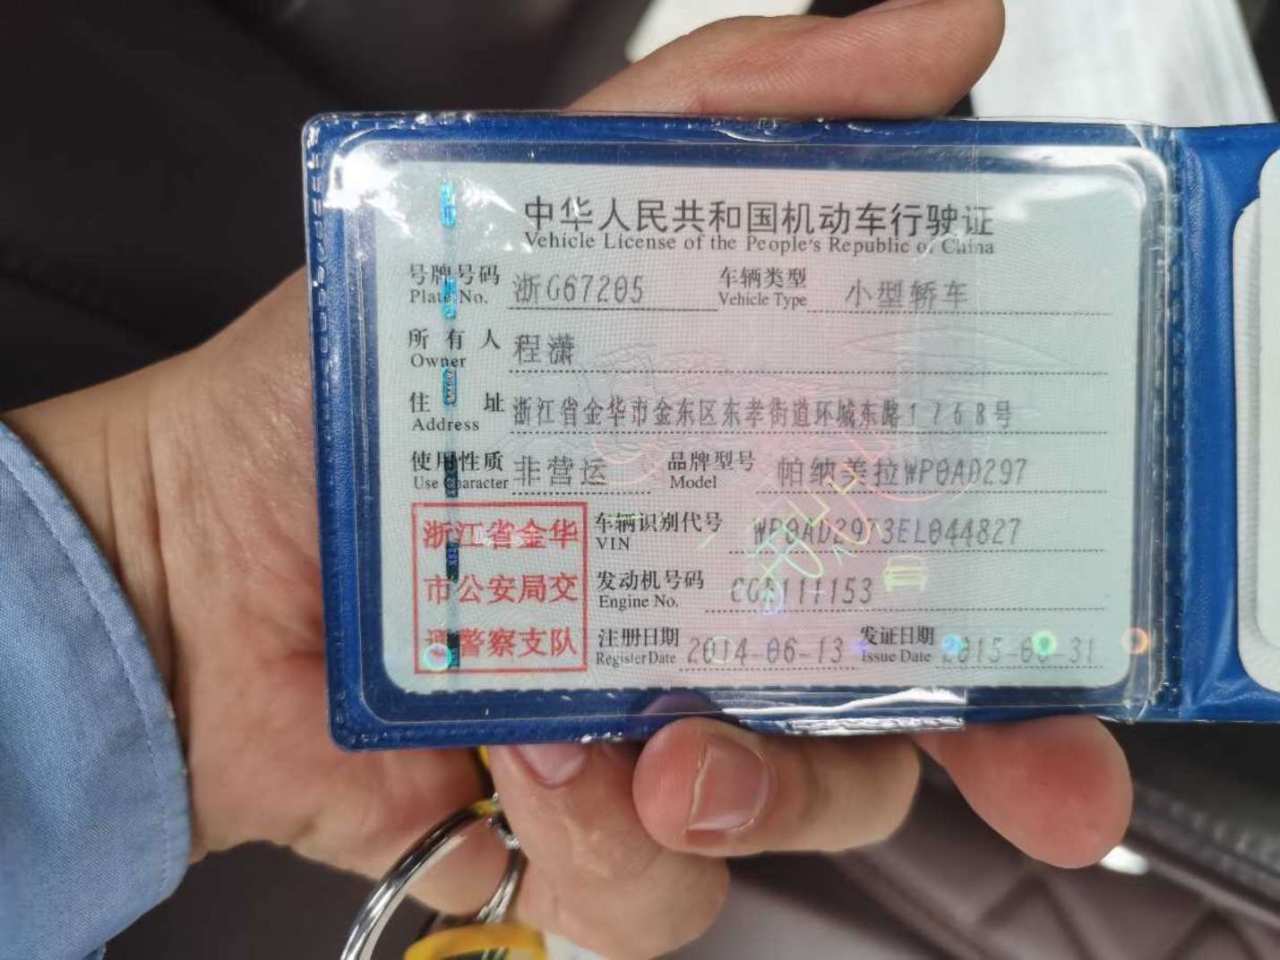 中华人民共和国机动车行驶证
Vehicle License of the People's Republic of China
号牌号码 浙G67205 车辆类型 小型轿车
Plate No. Vehicle Type
所有人 程潇
Owner
住址 浙江省金华市金东区东孝街道环城东路1768号
Address
使用性质 非营运 品牌型号 帕纳美拉WP0AD297
Use Character Model
浙江省金华
市公安局交
通警察支队
车辆识别代号 WP0AD2973EL044827
VIN
发动机号码
Engine No.
注册日期 2014-06-13 发证日期
Register Date Issue Date